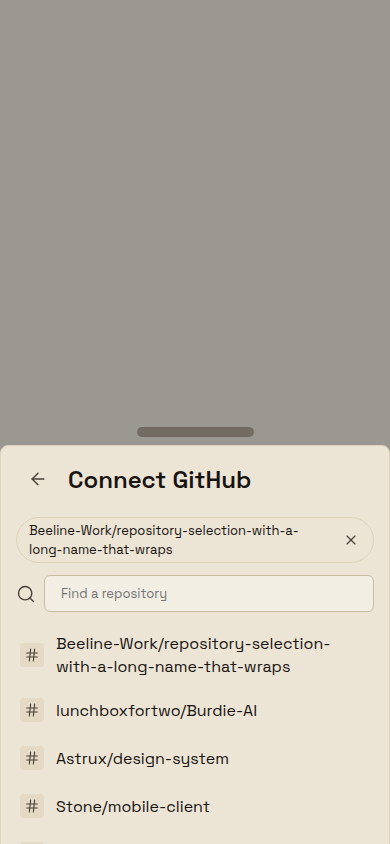 Connect GitHub
Beeline-Work/repository-selection-with-a-
long-name-that-wraps
Find a repository
Beeline-Work/repository-selection-
with-a-long-name-that-wraps
lunchboxfortwo/Burdie-AI
Astrux/design-system
Stone/mobile-client